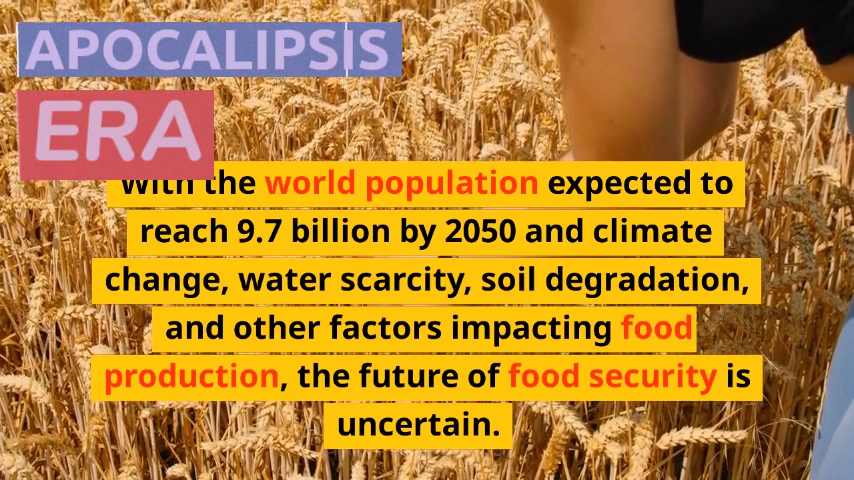 APOCALIPSIS
ERA
With the world population expected to
reach 9.7 billion by 2050 and climate
change, water scarcity, soil degradation,
and other factors impacting food
production, the future of food security is
uncertain.